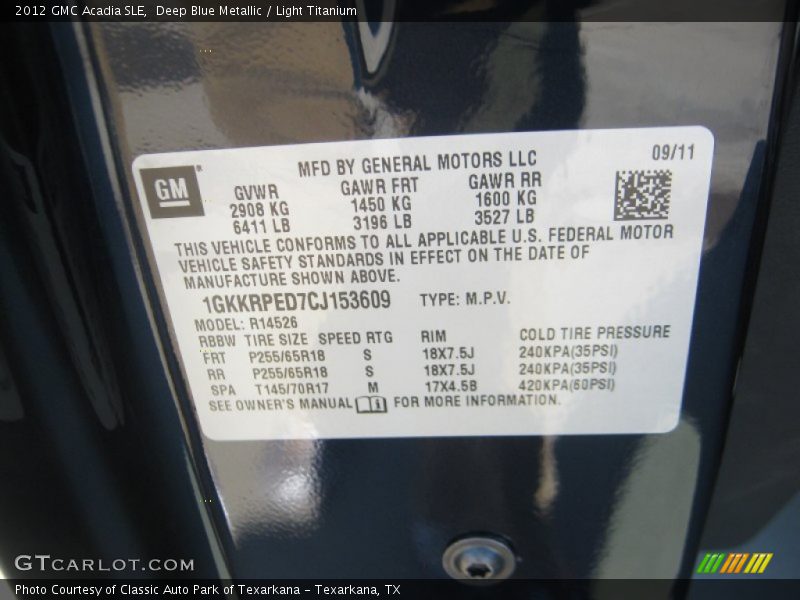 2012 GMC Acadia SLE,  Deep Blue Metallic / Light Titanium
GM
MFD BY GENERAL MOTORS LLC
09/11
GVWR GAWR FRT GAWR RR
2908 KG 1450 KG 1600 KG
6411 LB 3196 LB 3527 LB
THIS VEHICLE CONFORMS TO ALL APPLICABLE U.S. FEDERAL MOTOR
VEHICLE SAFETY STANDARDS IN EFFECT ON THE DATE OF
MANUFACTURE SHOWN ABOVE.
1GKKRPED7CJ153609 TYPE: M.P.V.
MODEL: R14526
RBBW TIRE SIZE SPEED RTG RIM COLD TIRE PRESSURE
FRT P255/65R18 S 18X7.5J 240KPA(35PSI)
RR P255/65R18 S 18X7.5J 240KPA(35PSI)
SPA T145/70R17 M 17X4.5B 420KPA(60PSI)
SEE OWNER'S MANUAL FOR MORE INFORMATION.
GTCARLOT.COM
Photo Courtesy of Classic Auto Park of Texarkana - Texarkana, TX